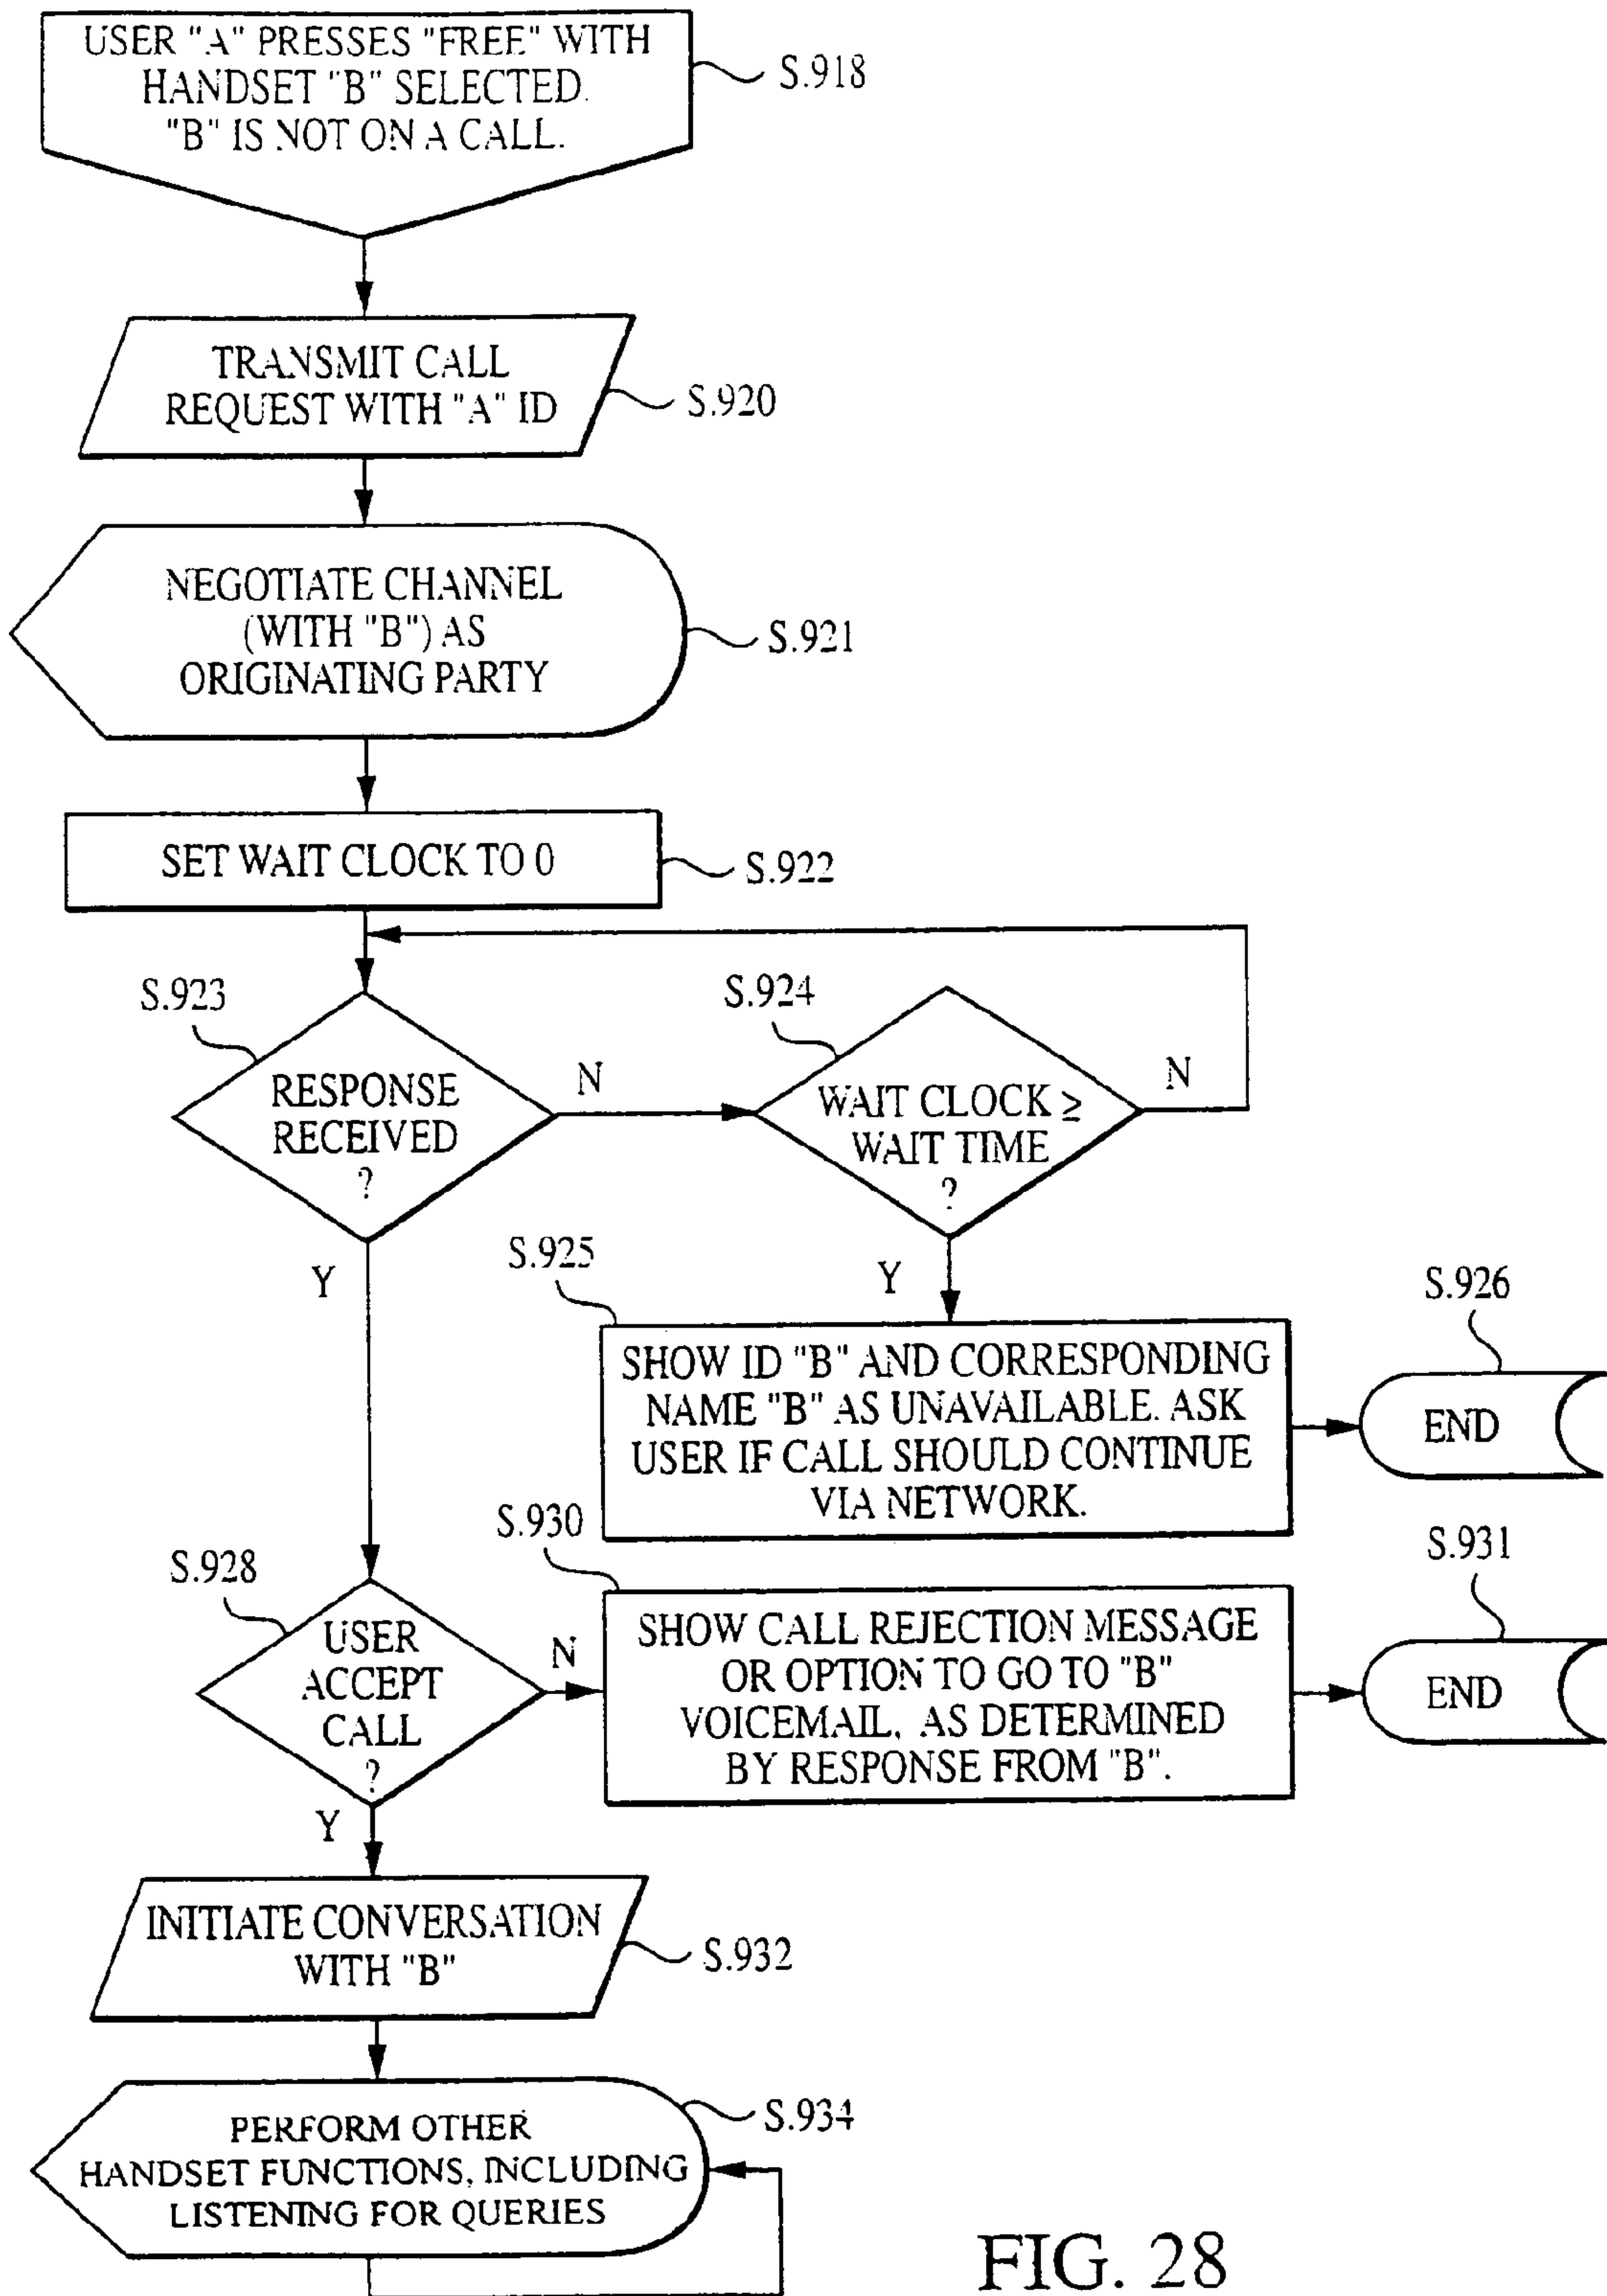 USER "A" PRESSES "FREE" WITH
HANDSET "B" SELECTED.
"B" IS NOT ON A CALL.
S.918
TRANSMIT CALL
REQUEST WITH "A" ID
S.920
NEGOTIATE CHANNEL
(WITH "B") AS
ORIGINATING PARTY
S.921
SET WAIT CLOCK TO 0
S.922
S.923
RESPONSE
RECEIVED
?
N
Y
S.924
WAIT CLOCK ≥
WAIT TIME
?
N
Y
S.925
SHOW ID "B" AND CORRESPONDING
NAME "B" AS UNAVAILABLE. ASK
USER IF CALL SHOULD CONTINUE
VIA NETWORK.
S.926
END
S.928
USER
ACCEPT
CALL
?
N
Y
S.930
SHOW CALL REJECTION MESSAGE
OR OPTION TO GO TO "B"
VOICEMAIL, AS DETERMINED
BY RESPONSE FROM "B".
S.931
END
INITIATE CONVERSATION
WITH "B"
S.932
PERFORM OTHER
HANDSET FUNCTIONS, INCLUDING
LISTENING FOR QUERIES
S.934
FIG. 28